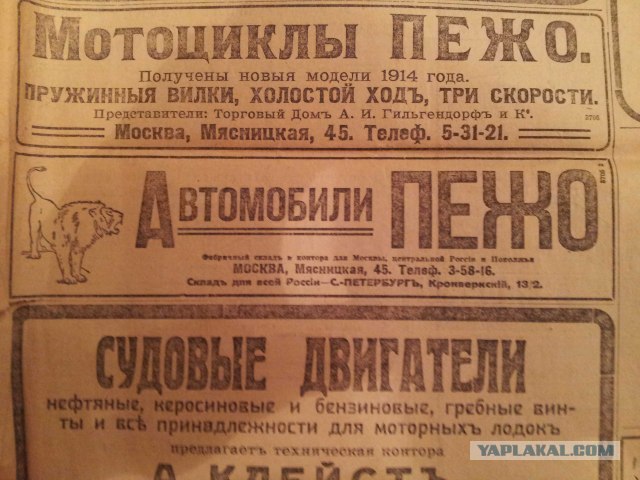 Мотоциклы ПЕЖО.
Получены новыя модели 1914 года.
ПРУЖИННЫЯ ВИЛКИ, ХОЛОСТОЙ ХОДЪ, ТРИ СКОРОСТИ.
Представители: Торговый Домъ А. И. Гильгендорфъ и Кº.
Москва, Мясницкая, 45. Телеф. 5-31-21.
АВТОМОБИЛИ ПЕЖО
Фабричный складъ и контора для Москвы, центральной Россіи и Поволжья
МОСКВА, Мясницкая, 45. Телеф. 3-58-16.
Складъ для всей Россіи—С.-ПЕТЕРБУРГЪ, Кронверкскій, 13/2.
СУДОВЫЕ ДВИГАТЕЛИ
нефтяные, керосиновые и бензиновые, гребные вин-
ты и всѣ принадлежности для моторныхъ лодокъ
предлагаетъ техническая контора
А. КЛЕЙСТЪ
YAPLAKAL.COM